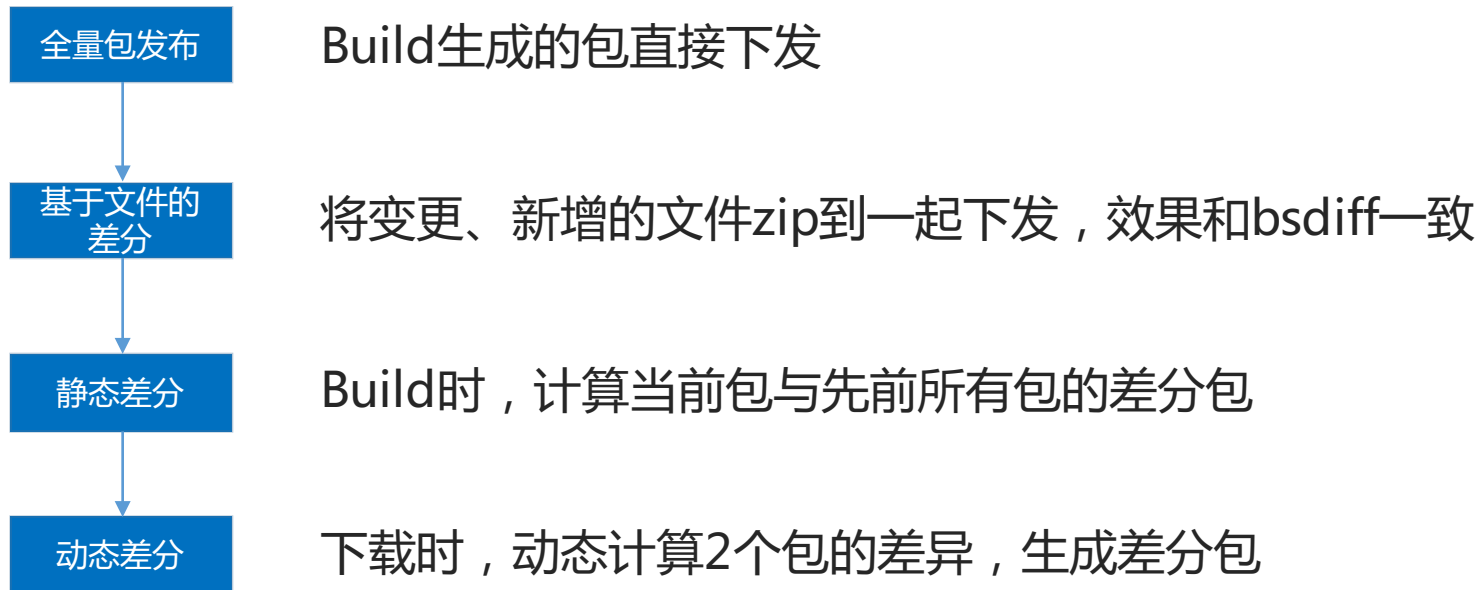 全量包发布
Build生成的包直接下发
基于文件的
差分
将变更、新增的文件zip到一起下发，效果和bsdiff一致
静态差分
Build时，计算当前包与先前所有包的差分包
动态差分
下载时，动态计算2个包的差异，生成差分包